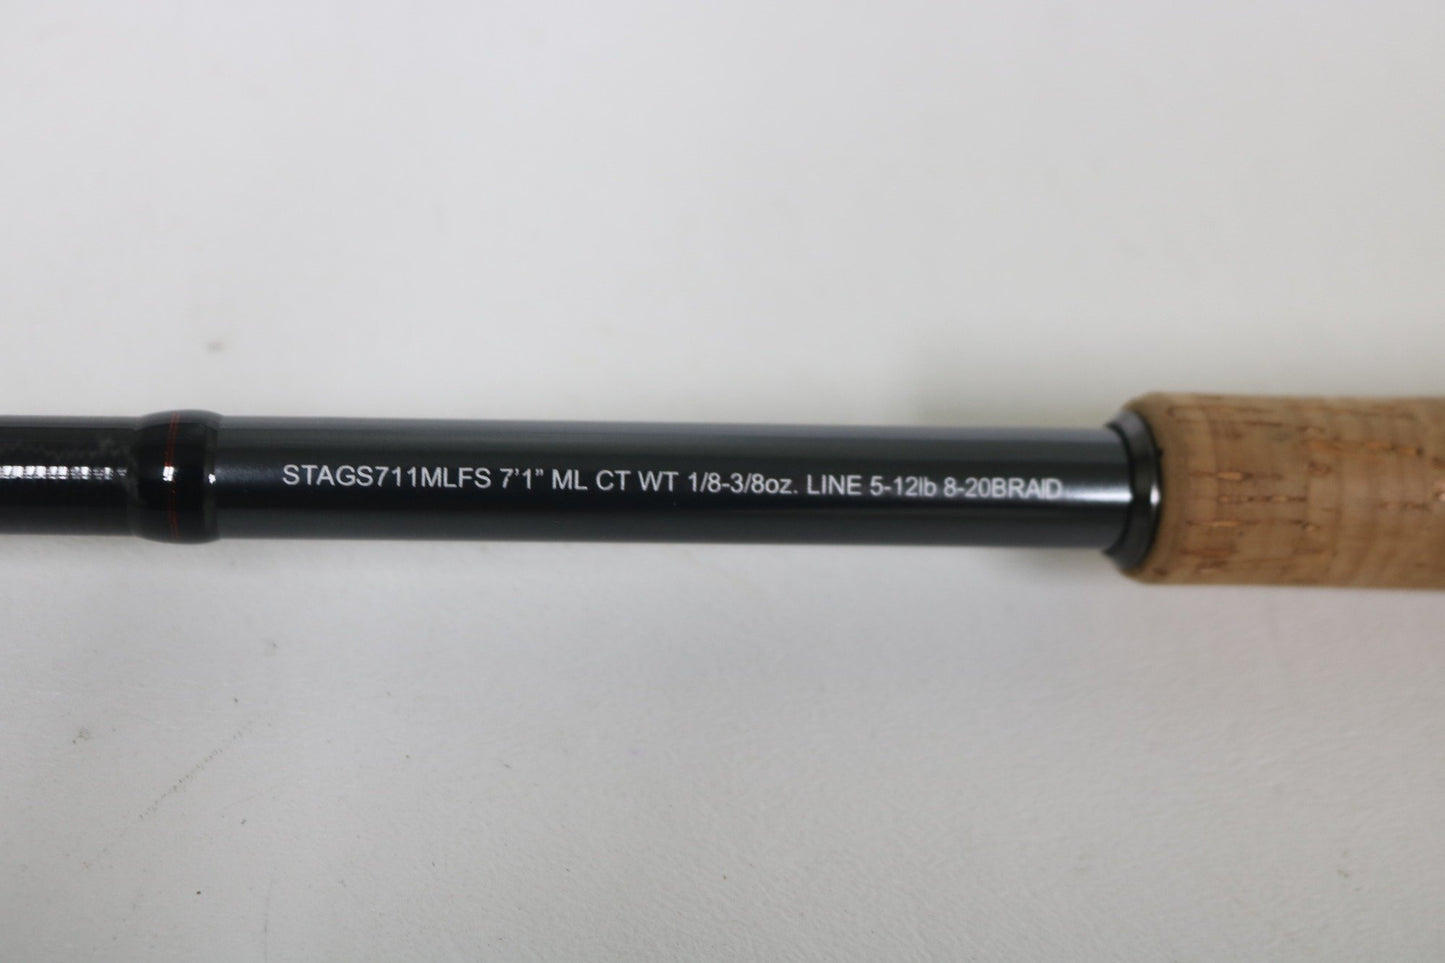 STAGS711MLFS 7’1” ML CT WT 1/8-3/8oz. LINE 5-12lb 8-20BRAID